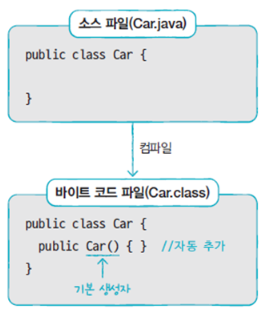 소스 파일(Car.java)
public class Car {
}
컴파일
바이트 코드 파일(Car.class)
public class Car {
public Car() { } //자동 추가
}
기본 생성자